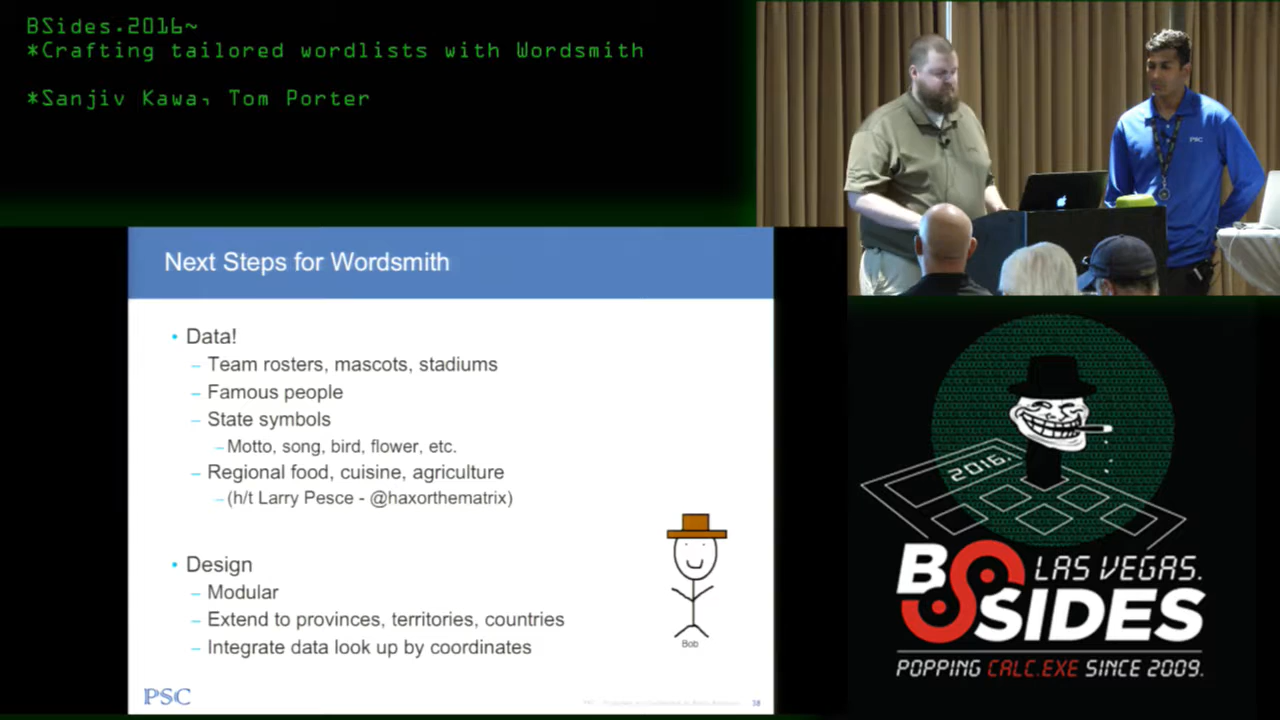 BSides.2016~
*Crafting tailored wordlists with Wordsmith
*Sanjiv Kawa, Tom Porter
PSC
Next Steps for Wordsmith
• Data!
– Team rosters, mascots, stadiums
– Famous people
– State symbols
– Motto, song, bird, flower, etc.
– Regional food, cuisine, agriculture
– (h/t Larry Pesce - @haxorthematrix)
• Design
– Modular
– Extend to provinces, territories, countries
– Integrate data look up by coordinates
Bob
PSC
38
2016.
BSIDES
LAS VEGAS.
POPPING CALC.EXE SINCE 2009.